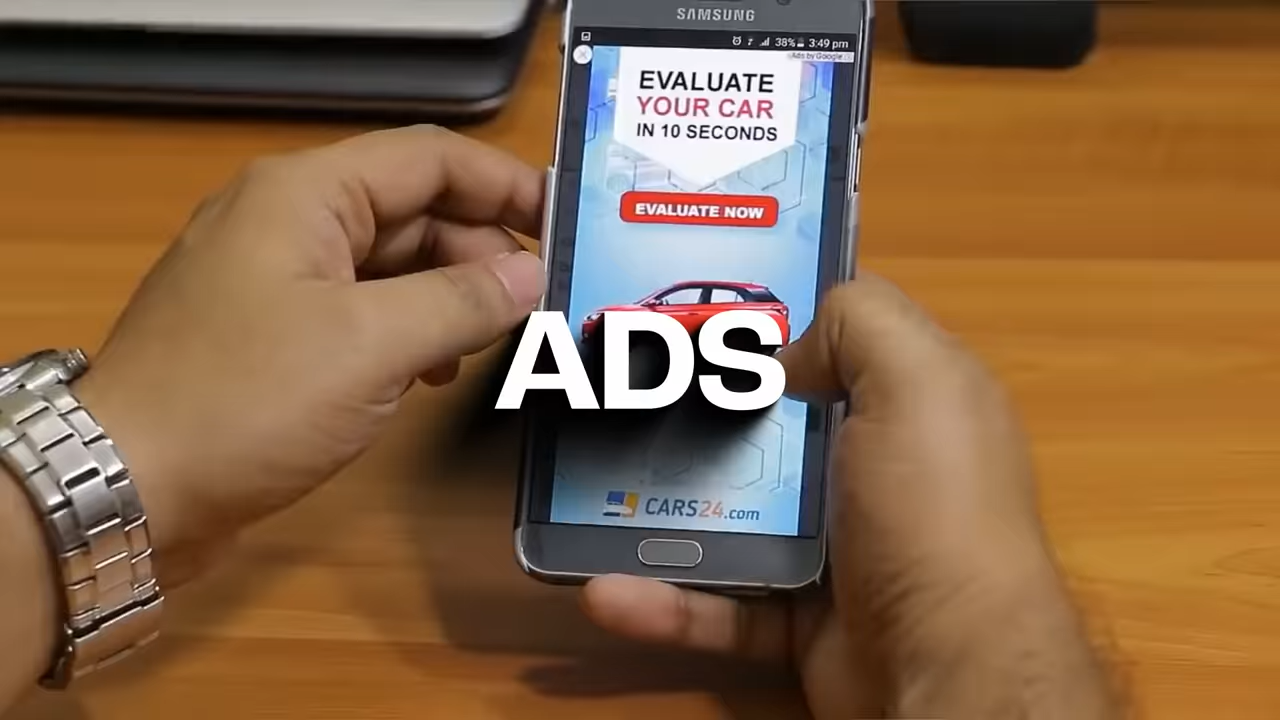 SAMSUNG
38% 3:49 pm
Ads by Google
EVALUATE
YOUR CAR
IN 10 SECONDS
EVALUATE NOW
ADS
CARS24.com